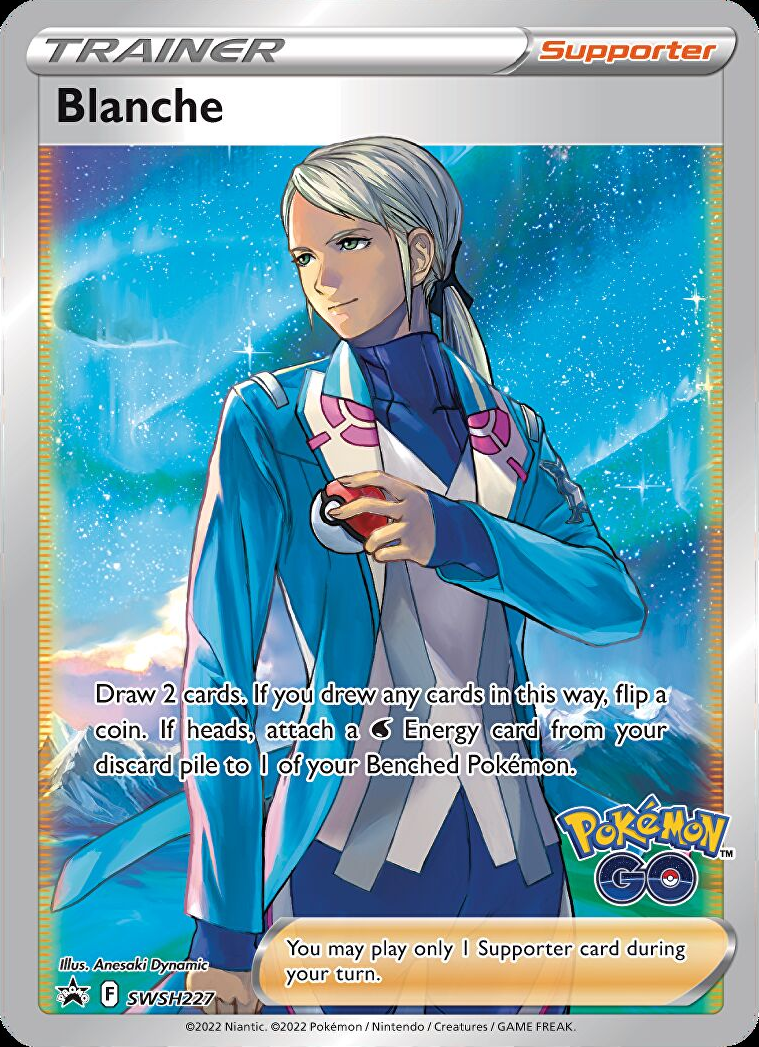 TRAINER Supporter
Blanche
Draw 2 cards. If you drew any cards in this way, flip a
coin. If heads, attach a Energy card from your
discard pile to 1 of your Benched Pokémon.
POKéMON TM
GO
You may play only 1 Supporter card during
your turn.
Illus. Anesaki Dynamic
PROMO F SWSH227
©2022 Niantic. ©2022 Pokémon / Nintendo / Creatures / GAME FREAK.